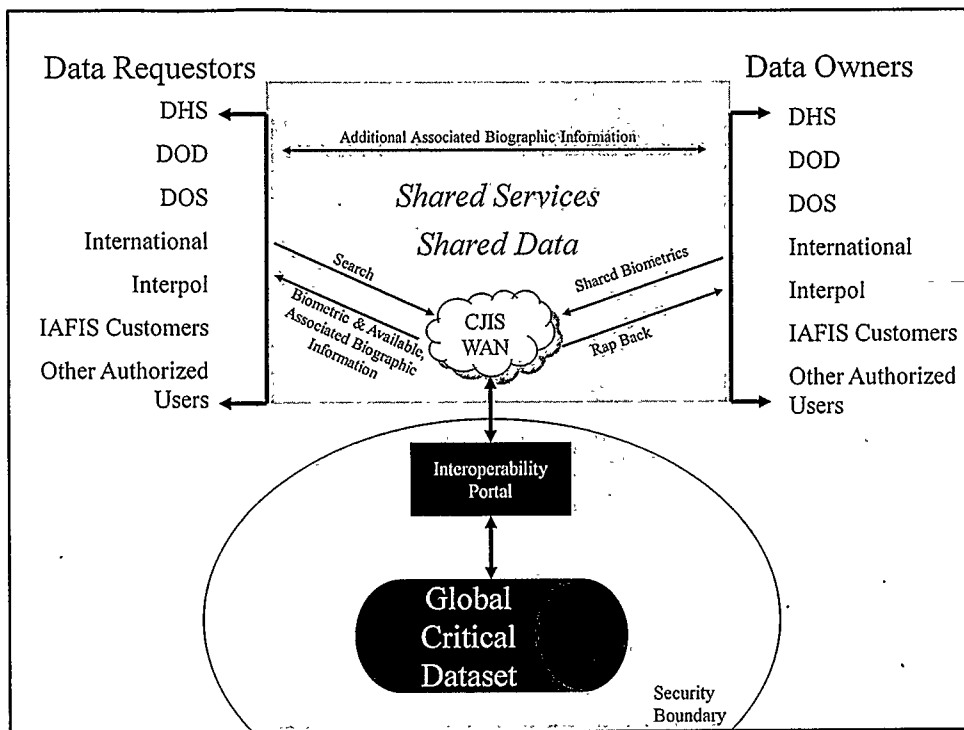 Data Requestors
DHS
DOD
DOS
International
Interpol
IAFIS Customers
Other Authorized
Users
Additional Associated Biographic Information
Shared Services
Shared Data
Search
Biometric & Available,
Associated Biographic
Information
Shared Biometrics
Rap Back
CJIS
WAN
Data Owners
DHS
DOD
DOS
International
Interpol
IAFIS Customers
Other Authorized
Users
Interoperability
Portal
Global
Critical
Dataset
Security
Boundary